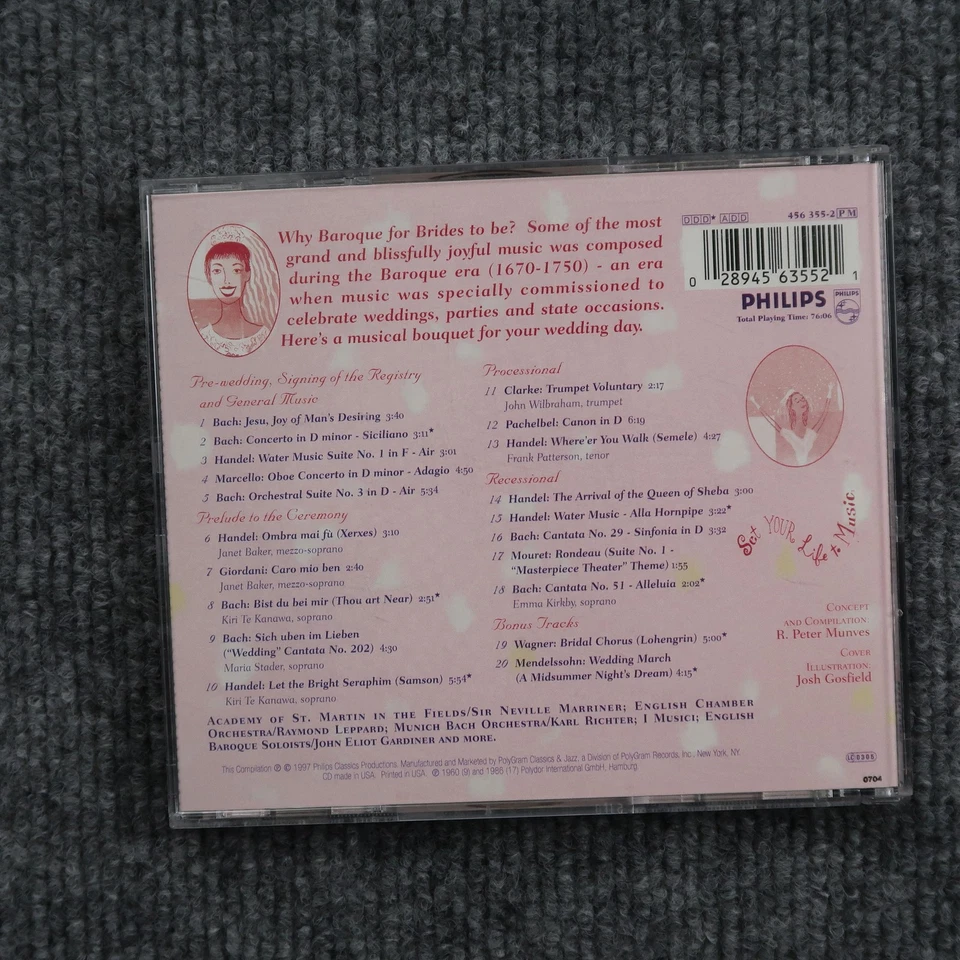 Why Baroque for Brides to be? Some of the most
grand and blissfully joyful music was composed
during the Baroque era (1670-1750) - an era
when music was specially commissioned to
celebrate weddings, parties and state occasions.
Here's a musical bouquet for your wedding day.
DDD* ADD
456 355-2 PM
0 28945 63552 1
PHILIPS
PHILIPS
Total Playing Time: 76:06
Pre-wedding, Signing of the Registry
and General Music
1 Bach: Jesu, Joy of Man's Desiring 3:40
2 Bach: Concerto in D minor - Siciliano 3:11*
3 Handel: Water Music Suite No. 1 in F - Air 3:01
4 Marcello: Oboe Concerto in D minor - Adagio 4:50
5 Bach: Orchestral Suite No. 3 in D - Air 5:34
Prelude to the Ceremony
6 Handel: Ombra mai fù (Xerxes) 3:10
Janet Baker, mezzo-soprano
7 Giordani: Caro mio ben 2:40
Janet Baker, mezzo-soprano
8 Bach: Bist du bei mir (Thou art Near) 2:51*
Kiri Te Kanawa, soprano
9 Bach: Sich uben im Lieben
("Wedding" Cantata No. 202) 4:30
Maria Stader, soprano
10 Handel: Let the Bright Seraphim (Samson) 5:54*
Kiri Te Kanawa, soprano
Processional
11 Clarke: Trumpet Voluntary 2:17
John Wilbraham, trumpet
12 Pachelbel: Canon in D 6:19
13 Handel: Where'er You Walk (Semele) 4:27
Frank Patterson, tenor
Recessional
14 Handel: The Arrival of the Queen of Sheba 3:00
15 Handel: Water Music - Alla Hornpipe 3:22*
16 Bach: Cantata No. 29 - Sinfonia in D 3:32
17 Mouret: Rondeau (Suite No. 1 -
"Masterpiece Theater" Theme) 1:55
18 Bach: Cantata No. 51 - Alleluia 2:02*
Emma Kirkby, soprano
Bonus Tracks
19 Wagner: Bridal Chorus (Lohengrin) 5:00*
20 Mendelssohn: Wedding March
(A Midsummer Night's Dream) 4:15*
Set YOUR Life to Music
Concept
and Compilation:
R. Peter Munves
Cover
Illustration:
Josh Gosfield
Academy of St. Martin in the Fields/Sir Neville Marriner; English Chamber
Orchestra/Raymond Leppard; Munich Bach Orchestra/Karl Richter; I Musici; English
Baroque Soloists/John Eliot Gardiner and more.
This Compilation ℗ © 1997 Philips Classics Productions. Manufactured and Marketed by PolyGram Classics & Jazz, a Division of PolyGram Records, Inc., New York, NY.
CD made in USA. Printed in USA. ℗ 1960 (9) and 1986 (17) Polydor International GmbH, Hamburg
LC 0305
0704